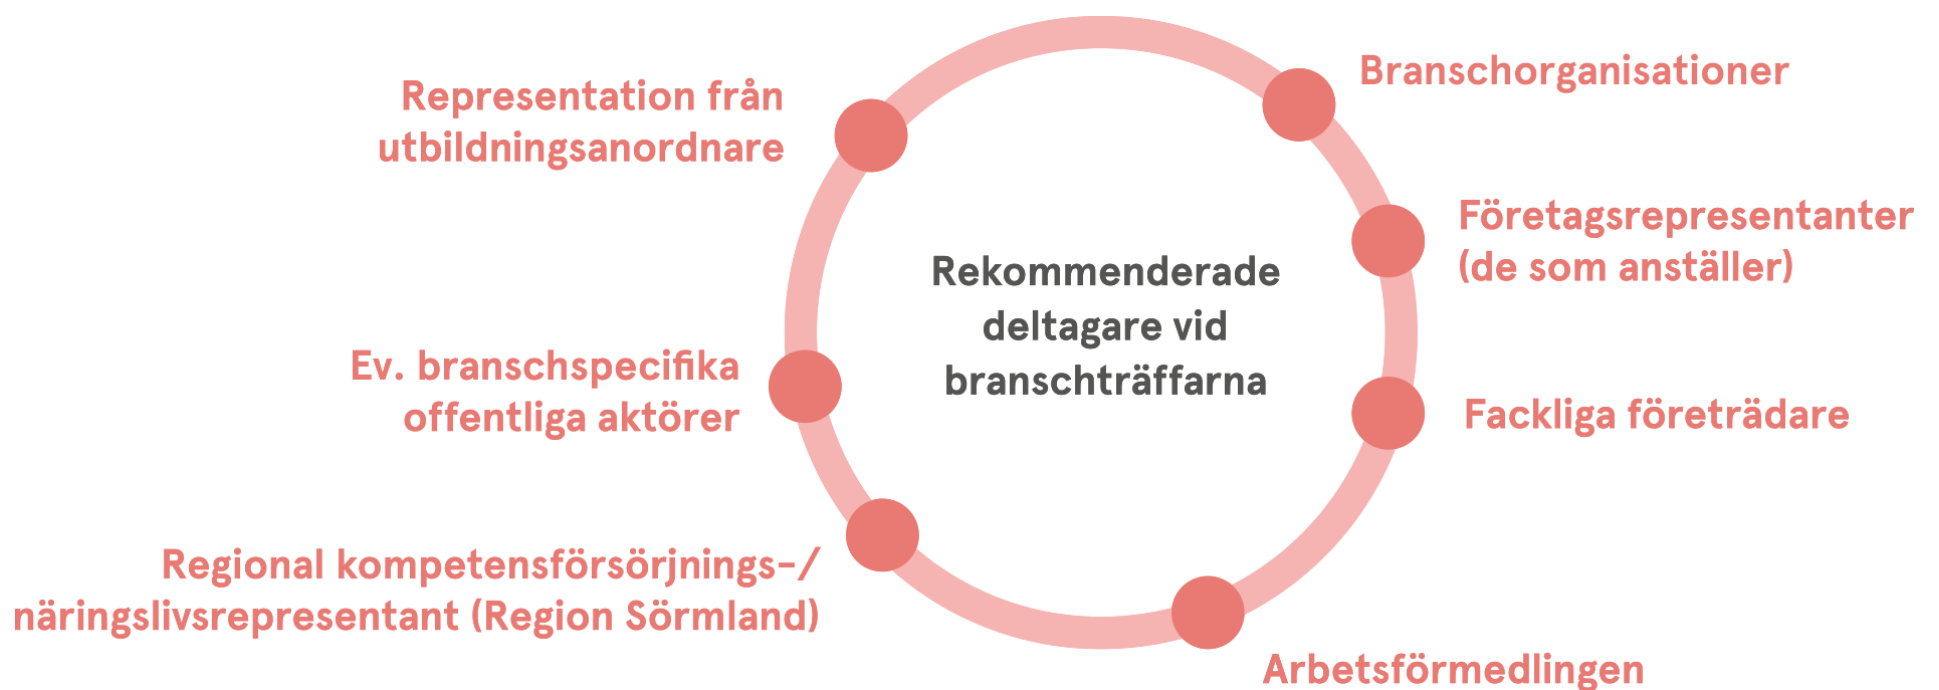 Rekommenderade
deltagare vid
branschträffarna
Branschorganisationer
Företagsrepresentanter
(de som anställer)
Fackliga företrädare
Arbetsförmedlingen
Regional kompetensförsörjnings-/
näringslivsrepresentant (Region Sörmland)
Ev. branschspecifika
offentliga aktörer
Representation från
utbildningsanordnare